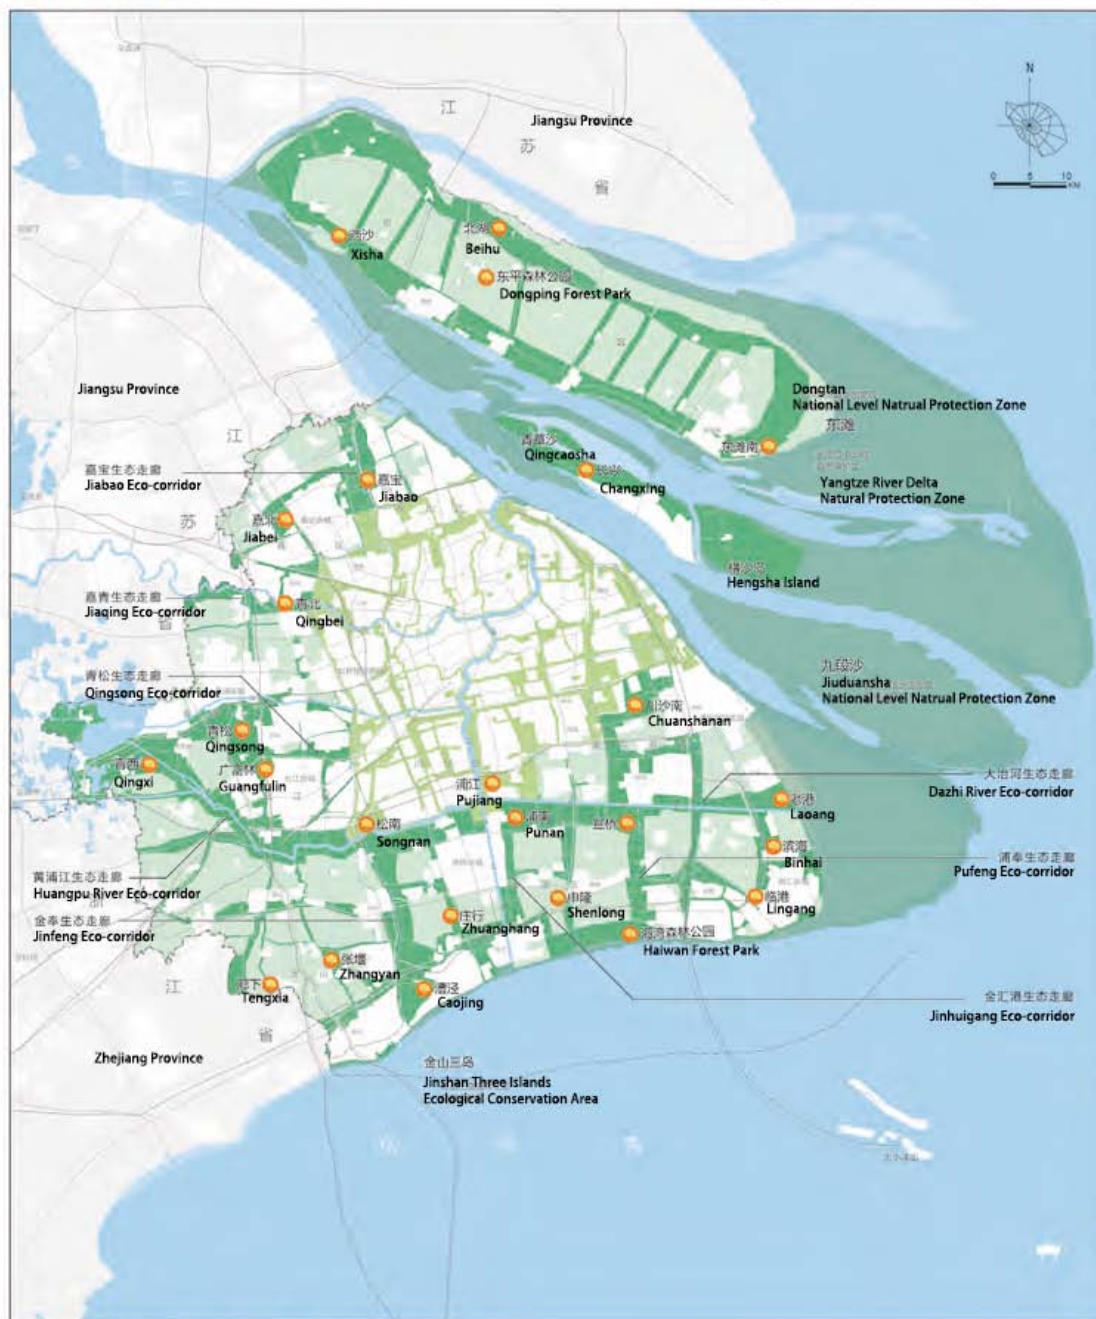 N
0 5 10 KM
江
苏
省
Jiangsu Province
西沙
Xisha
北湖
Beihu
东平森林公园
Dongping Forest Park
Jiangsu Province
江
苏
省
Dongtan
National Level Natrual Protection Zone
东滩
东滩南
青草沙
Qingcaosha
Changxing
Yangtze River Delta
Natural Protection Zone
嘉宝生态走廊
Jiabao Eco-corridor
嘉宝
Jiabao
嘉北
Jiabei
横沙岛
Hengsha Island
嘉青生态走廊
Jiaqing Eco-corridor
青北
Qingbei
青松生态走廊
Qingsong Eco-corridor
九段沙
Jiuduansha
National Level Natrual Protection Zone
川沙南
Chuanshanan
青松
Qingsong
青西
Qingxi
广富林
Guangfulin
浦江
Pujiang
大治河生态走廊
Dazhi River Eco-corridor
老港
Laoang
松南
Songnan
浦南
Punan
宣桥
滨海
Binhai
浦奉生态走廊
Pufeng Eco-corridor
黄浦江生态走廊
Huangpu River Eco-corridor
申隆
Shenlong
临港
Lingang
金奉生态走廊
Jinfeng Eco-corridor
庄行
Zhuanghang
海湾森林公园
Haiwan Forest Park
张堰
Zhangyan
Tengxia
漕泾
Caojing
金汇港生态走廊
Jinhuigang Eco-corridor
浙
江
省
Zhejiang Province
金山三岛
Jinshan Three Islands
Ecological Conservation Area